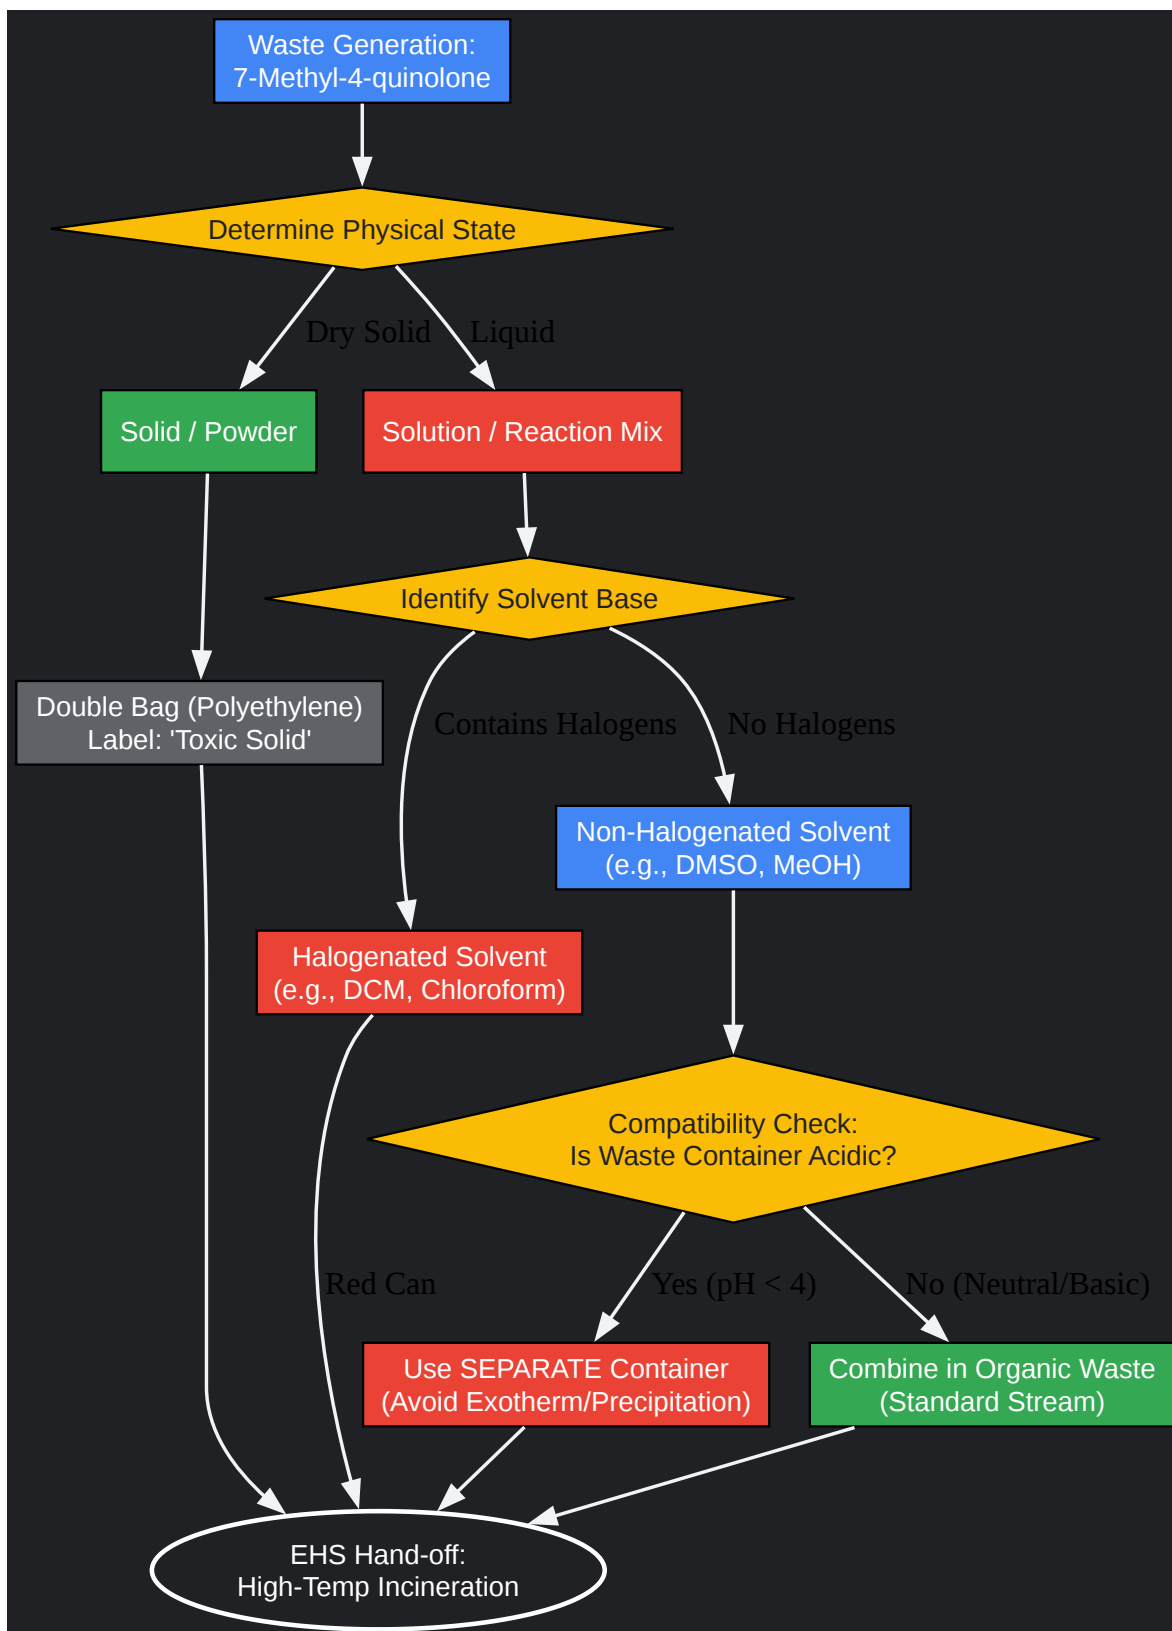 Waste Generation:
7-Methyl-4-quinolone
Determine Physical State
Dry Solid
Liquid
Solid / Powder
Solution / Reaction Mix
Identify Solvent Base
Double Bag (Polyethylene)
Label: 'Toxic Solid'
Contains Halogens
No Halogens
Non-Halogenated Solvent
(e.g., DMSO, MeOH)
Halogenated Solvent
(e.g., DCM, Chloroform)
Compatibility Check:
Is Waste Container Acidic?
Red Can
Yes (pH < 4)
No (Neutral/Basic)
Use SEPARATE Container
(Avoid Exotherm/Precipitation)
Combine in Organic Waste
(Standard Stream)
EHS Hand-off:
High-Temp Incineration